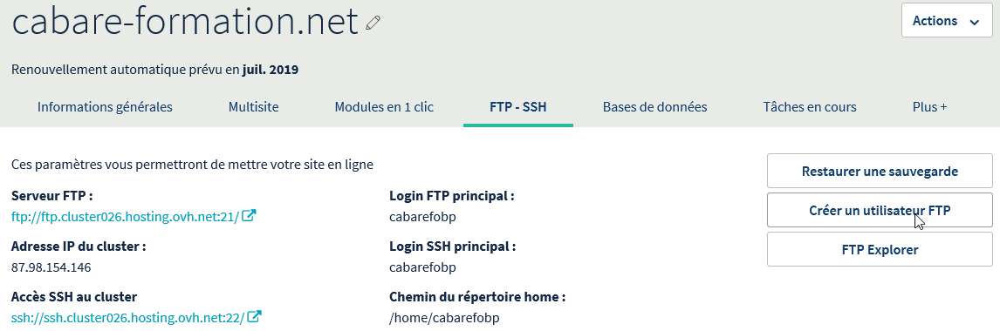 cabare-formation.net
Actions
Renouvellement automatique prévu en juil. 2019
Informations générales Multisite Modules en 1 clic FTP - SSH Bases de données Tâches en cours Plus +
Ces paramètres vous permettront de mettre votre site en ligne
Serveur FTP :
ftp://ftp.cluster026.hosting.ovh.net:21/
Adresse IP du cluster :
87.98.154.146
Accès SSH au cluster
ssh://ssh.cluster026.hosting.ovh.net:22/
Login FTP principal :
cabarefobp
Login SSH principal :
cabarefobp
Chemin du répertoire home :
/home/cabarefobp
Restaurer une sauvegarde
Créer un utilisateur FTP
FTP Explorer